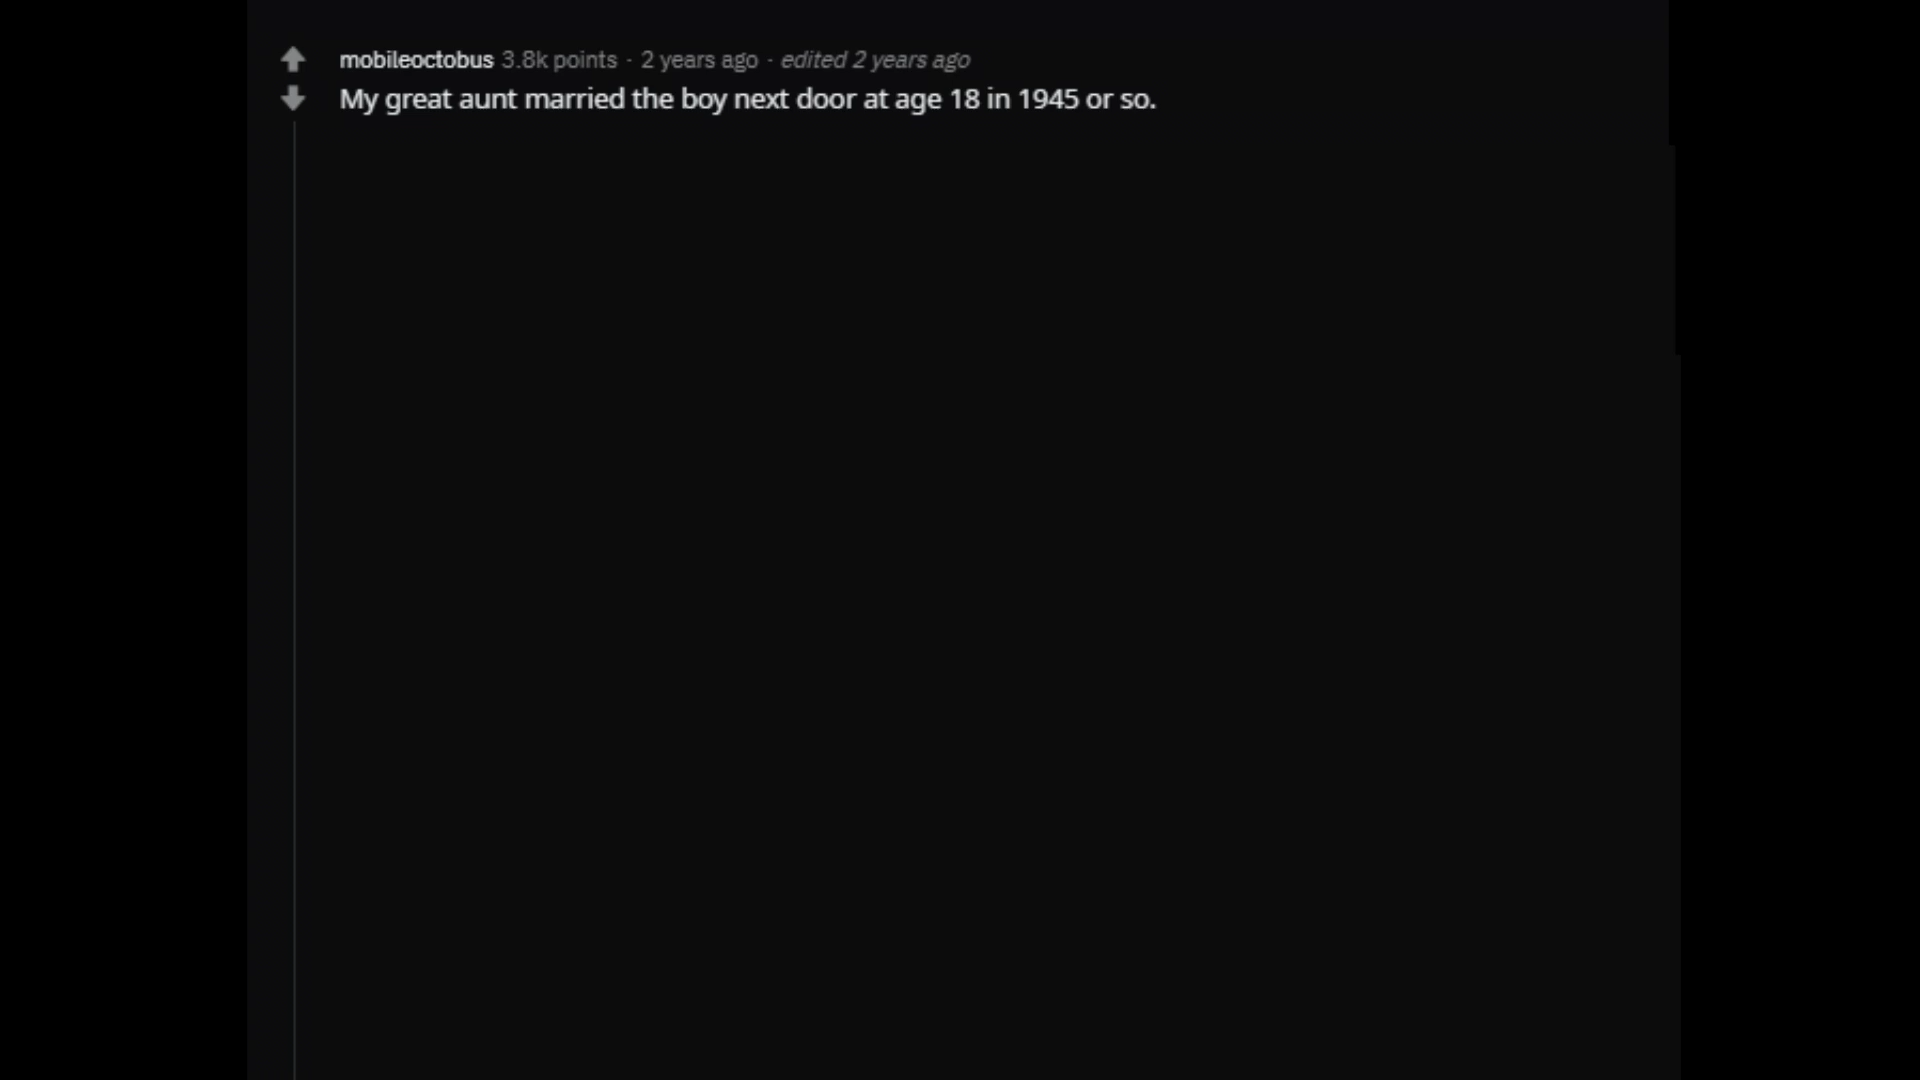 mobileoctobus 3.8k points · 2 years ago · edited 2 years ago
My great aunt married the boy next door at age 18 in 1945 or so.